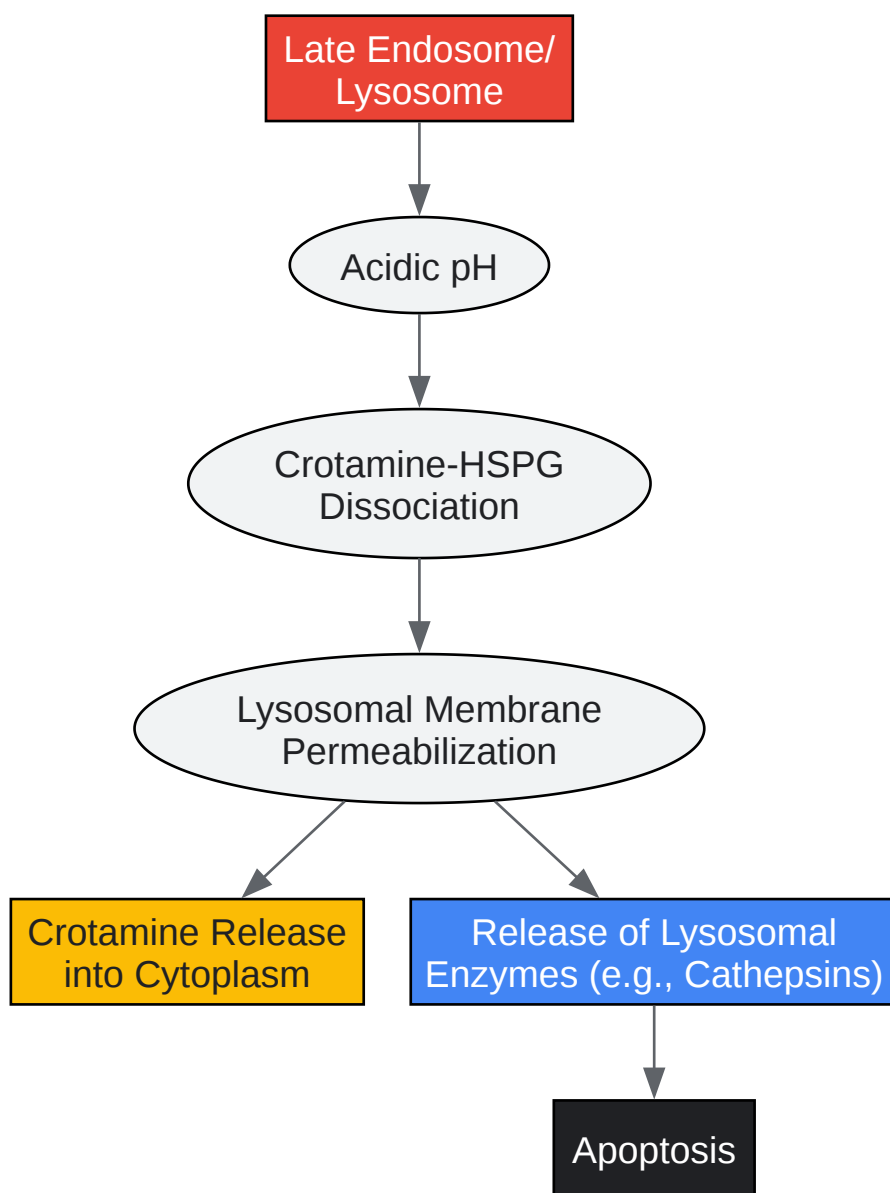 Late Endosome/
Lysosome
Acidic pH
Crotamine-HSPG
Dissociation
Lysosomal Membrane
Permeabilization
Crotamine Release
into Cytoplasm
Release of Lysosomal
Enzymes (e.g., Cathepsins)
Apoptosis